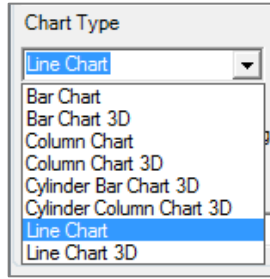 Chart Type
Line Chart
Bar Chart
Bar Chart 3D
Column Chart
Column Chart 3D
Cylinder Bar Chart 3D
Cylinder Column Chart 3D
Line Chart
Line Chart 3D